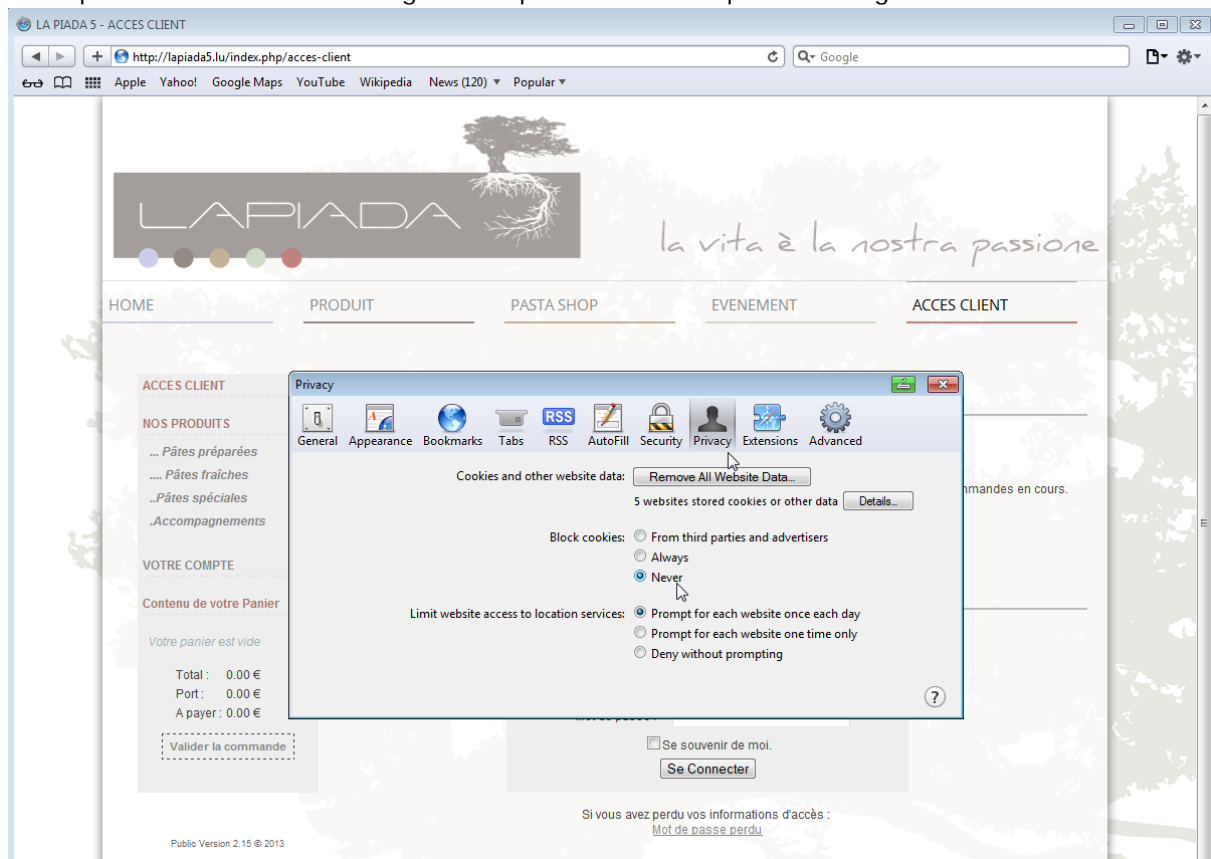 LA PIADA 5 - ACCES CLIENT
http://lapiada5.lu/index.php/acces-client
Google
Apple Yahoo! Google Maps YouTube Wikipedia News (120) ▾ Popular ▾
LAPIADA
la vita è la nostra passione
HOME PRODUIT PASTA SHOP EVENEMENT ACCES CLIENT
ACCES CLIENT
NOS PRODUITS
... Pâtes préparées
.... Pâtes fraîches
..Pâtes spéciales
.Accompagnements
VOTRE COMPTE
Contenu de votre Panier
Votre panier est vide
Total : 0.00 €
Port : 0.00 €
A payer : 0.00 €
Valider la commande
Public Version 2.15 © 2013
Privacy
General Appearance Bookmarks Tabs RSS AutoFill Security Privacy Extensions Advanced
RSS
Cookies and other website data: Remove All Website Data...
5 websites stored cookies or other data Details...
Block cookies: From third parties and advertisers
Always
Never
Limit website access to location services: Prompt for each website once each day
Prompt for each website one time only
Deny without prompting
?
en cours.
Se souvenir de moi.
Se Connecter
Si vous avez perdu vos informations d'accès :
Mot de passe perdu